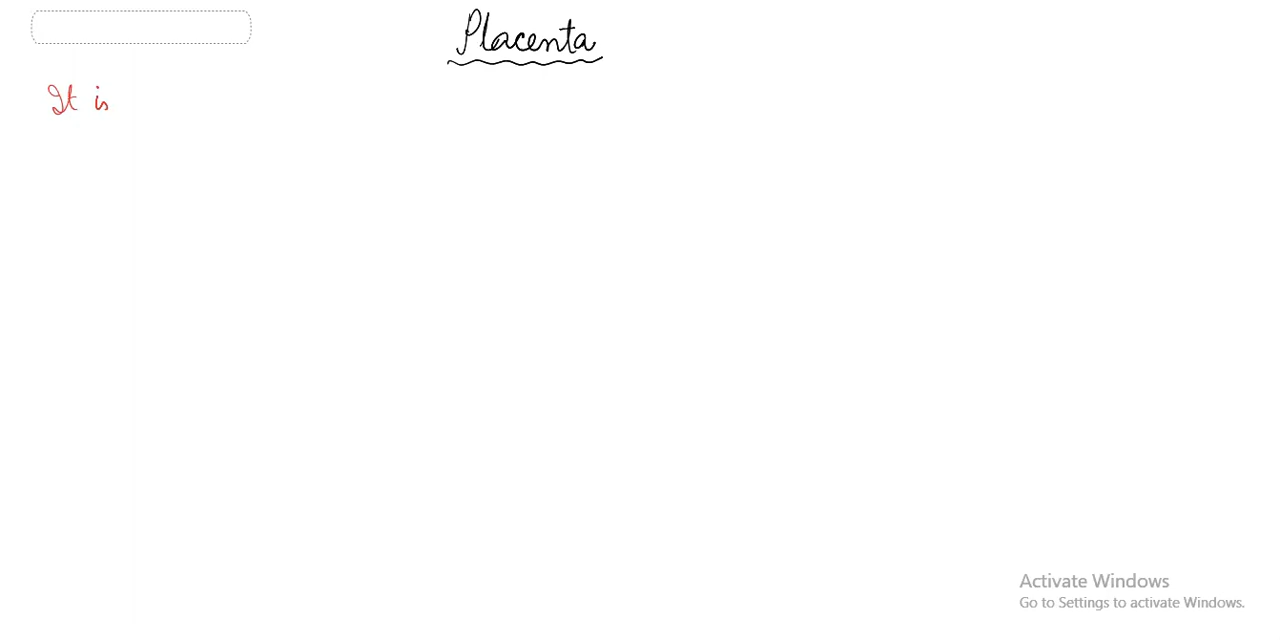 Placenta
It is
Activate Windows
Go to Settings to activate Windows.